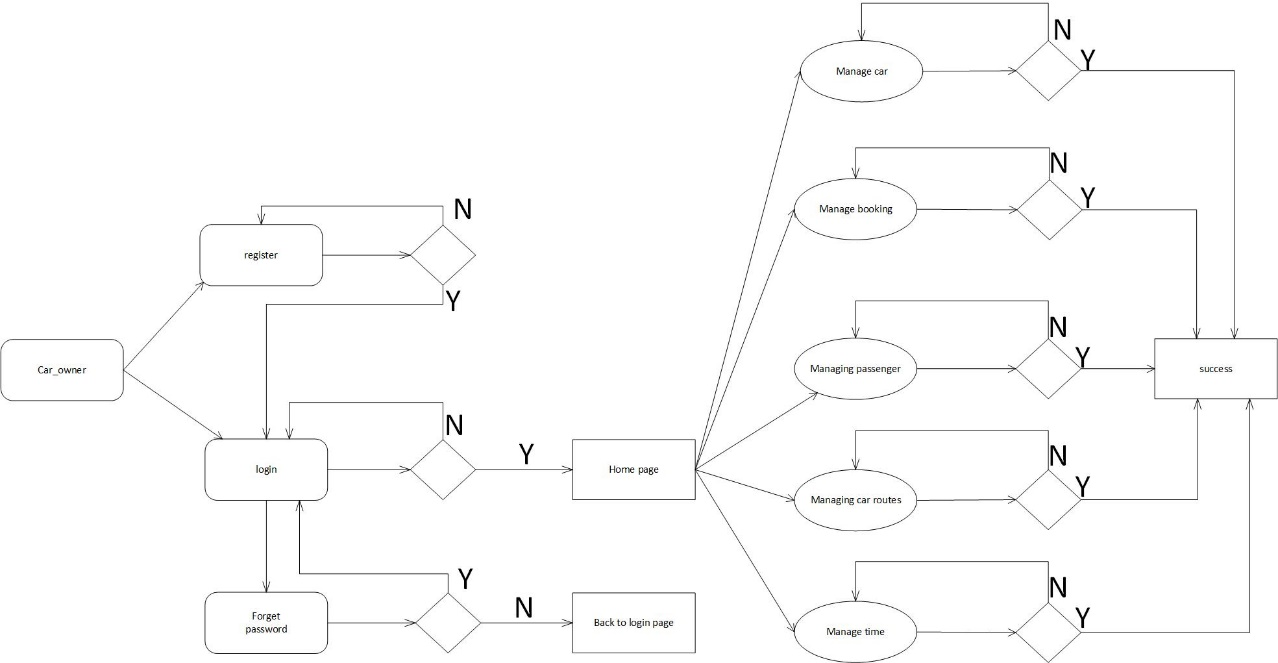 N
Manage car
Y
N
Manage booking
Y
N
register
Y
Car_owner
N
Managing passenger
Y
success
N
login
Y
Home page
N
Managing car routes
Y
Y
Forget
password
N
Back to login page
N
Manage time
Y